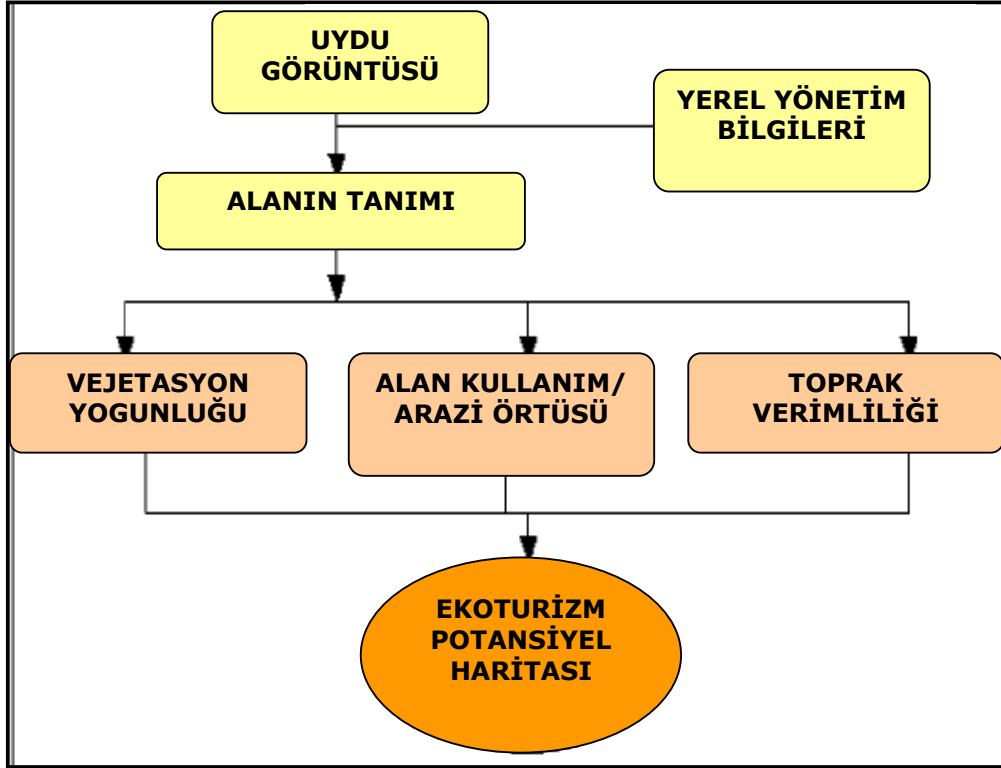 UYDU
GÖRÜNTÜSÜ
YEREL YÖNETİM
BİLGİLERİ
ALANIN TANIMI
VEJETASYON
YOGUNLUĞU
ALAN KULLANIM/
ARAZİ ÖRTÜSÜ
TOPRAK
VERİMLİLİĞİ
EKOTURİZM
POTANSİYEL
HARİTASI